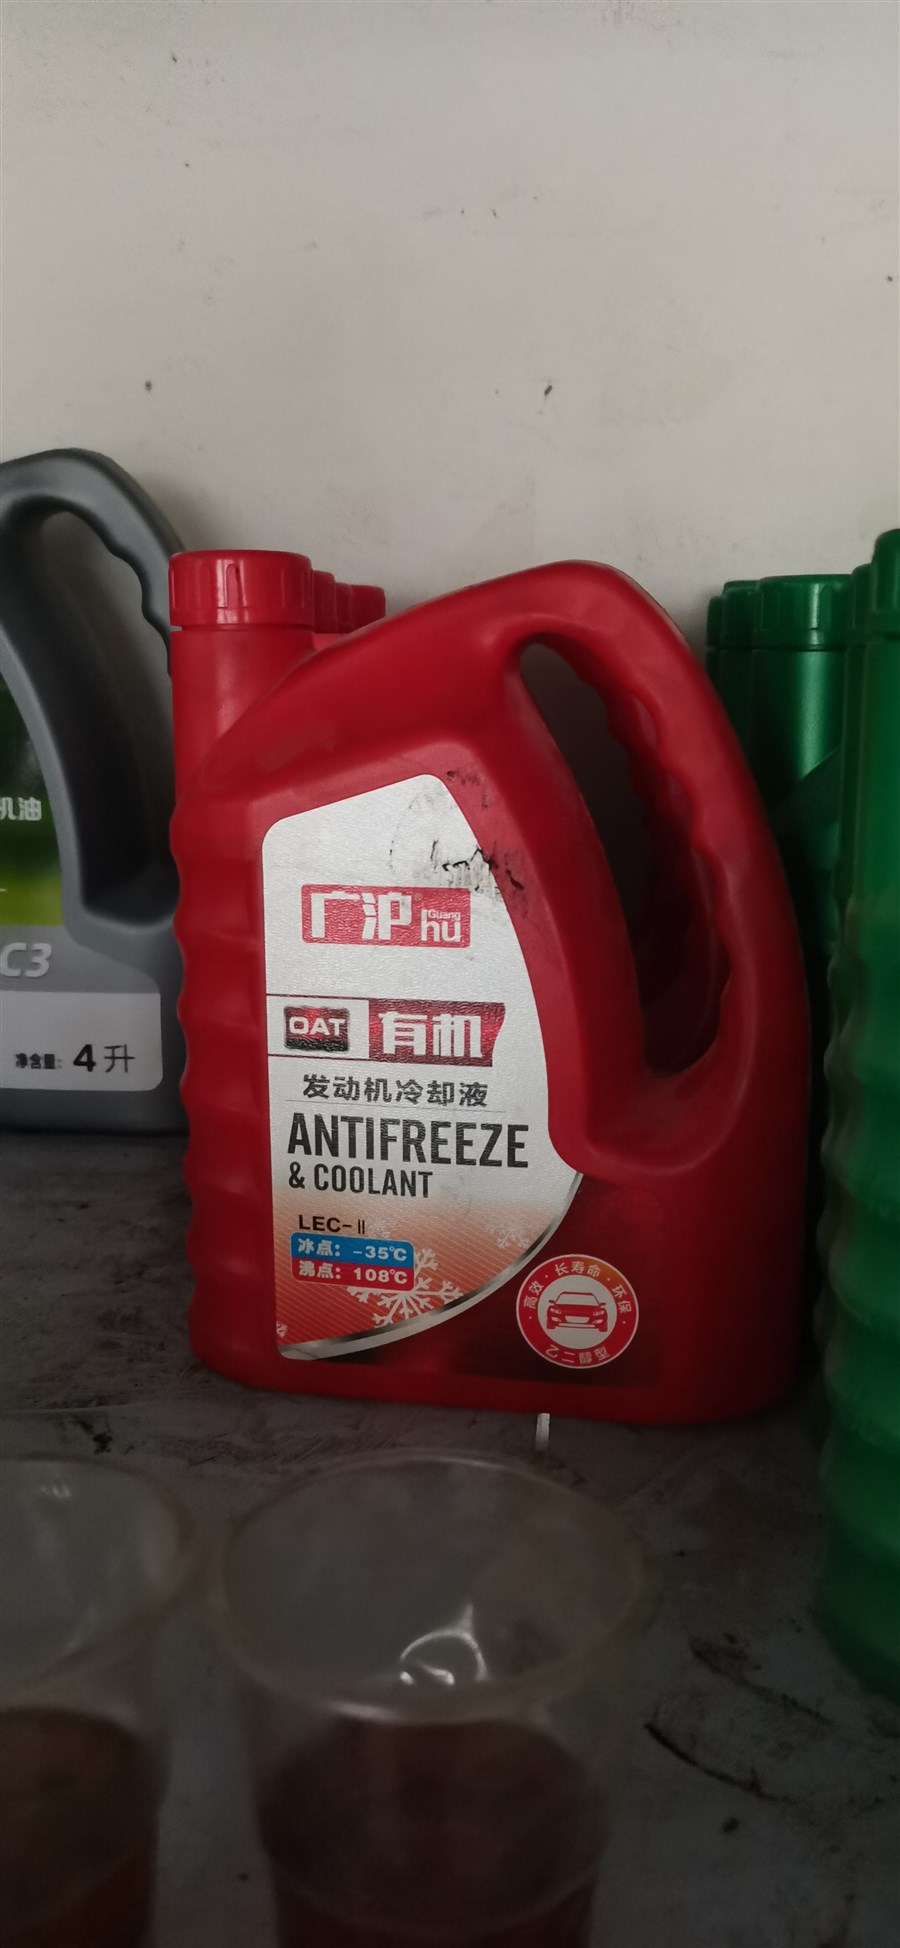 机油
C3
净含量：4升
广沪 Guang hu
OAT 有机
发动机冷却液
ANTIFREEZE
& COOLANT
LEC-Ⅱ
冰点：-35℃
沸点：108℃
·高效·长寿命·环保·
乙二醇型